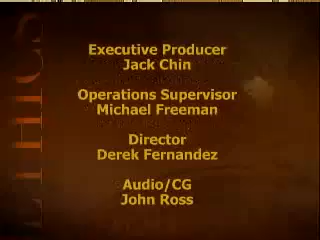 Executive Producer
Jack Chin
Operations Supervisor
Michael Freeman
Director
Derek Fernandez
Audio/CG
John Ross